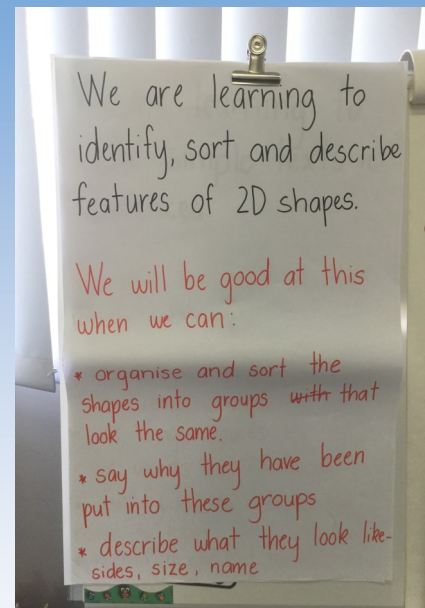 We are learning to
identify, sort and describe
features of 2D shapes.
We will be good at this
when we can:
* organise and sort the
shapes into groups with that
look the same.
* say why they have been
put into these groups
* describe what they look like-
sides, size, name